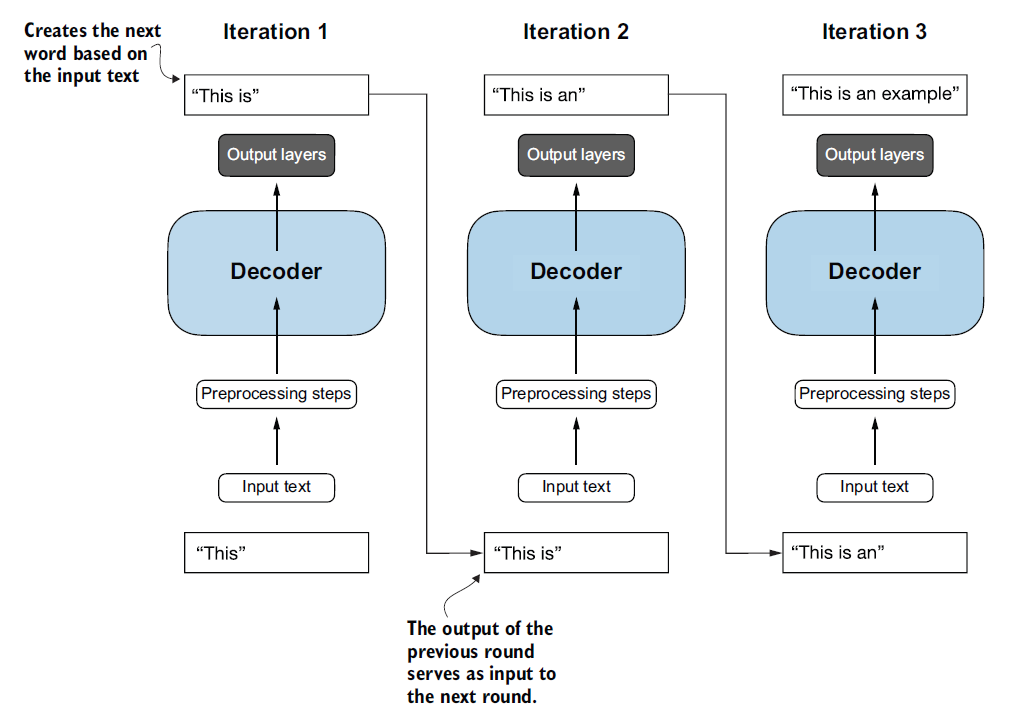 Creates the next
word based on
the input text
Iteration 1
"This is"
Output layers
Decoder
Preprocessing steps
Input text
"This"
Iteration 2
"This is an"
Output layers
Decoder
Preprocessing steps
Input text
"This is"
The output of the
previous round
serves as input to
the next round.
Iteration 3
"This is an example"
Output layers
Decoder
Preprocessing steps
Input text
"This is an"